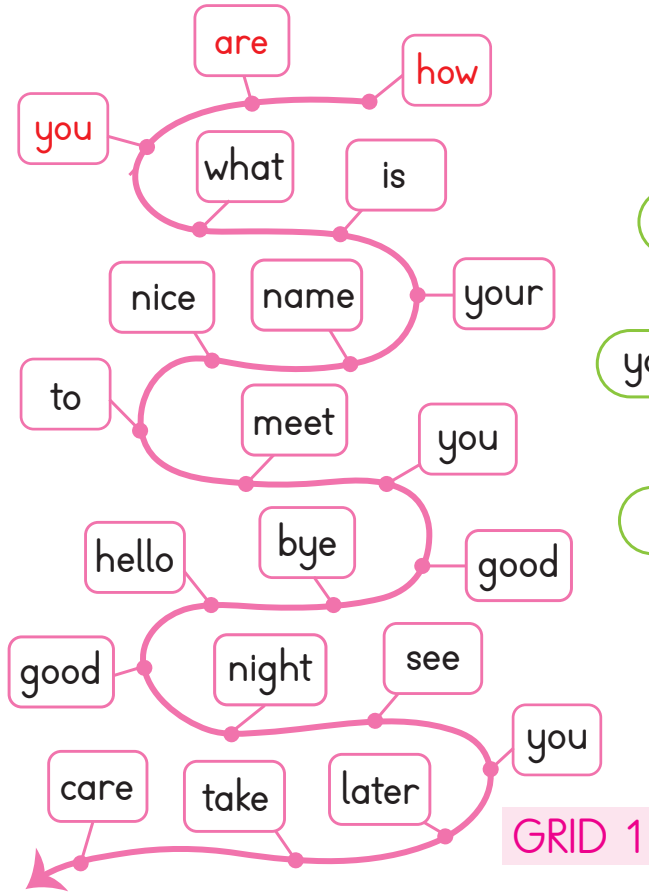 how
are
you
what
is
your
name
nice
to
meet
you
good
bye
hello
good
night
see
you
later
take
care
GRID 1